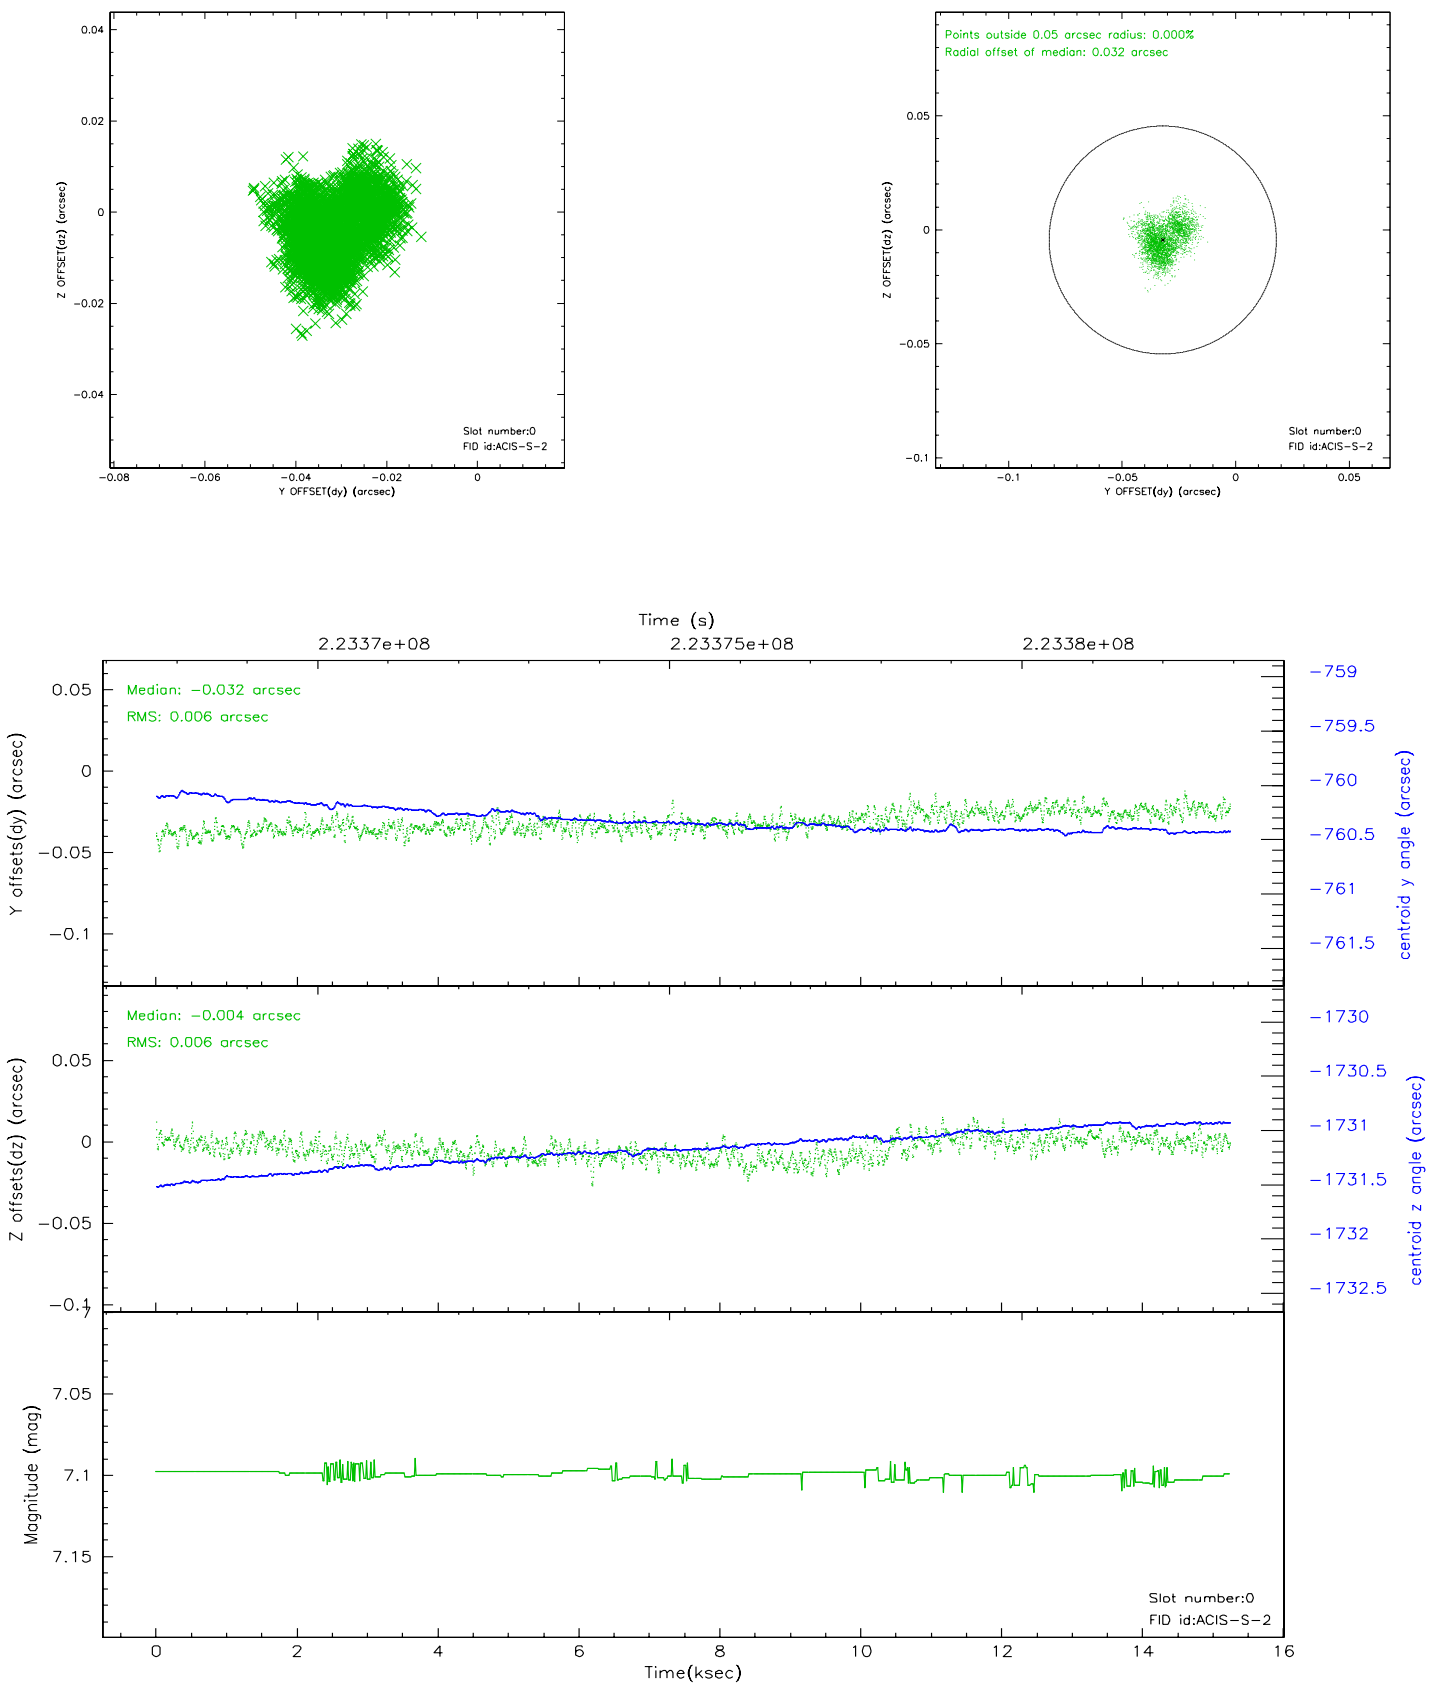 0.04
0.02
0
−0.02
−0.04
Z OFFSET(dz) (arcsec)
Slot number:0
FID id:ACIS−S−2
−0.08 −0.06 −0.04 −0.02 0
Y OFFSET(dy) (arcsec)
Points outside 0.05 arcsec radius: 0.000%
Radial offset of median: 0.032 arcsec
0.05
0
−0.05
−0.1
Z OFFSET(dz) (arcsec)
Slot number:0
FID id:ACIS−S−2
−0.1 −0.05 0 0.05
Y OFFSET(dy) (arcsec)
Time (s)
2.2337e+08 2.23375e+08 2.2338e+08
Median: −0.032 arcsec
RMS: 0.006 arcsec
0.05
0
−0.05
−0.1
Y offsets(dy) (arcsec)
−759
−759.5
−760
−760.5
−761
−761.5
centroid y angle (arcsec)
Median: −0.004 arcsec
RMS: 0.006 arcsec
0.05
0
−0.05
−0.1
Z offsets(dz) (arcsec)
−1730
−1730.5
−1731
−1731.5
−1732
−1732.5
centroid z angle (arcsec)
7
7.05
7.1
7.15
Magnitude (mag)
Slot number:0
FID id:ACIS−S−2
0 2 4 6 8 10 12 14 16
Time(ksec)